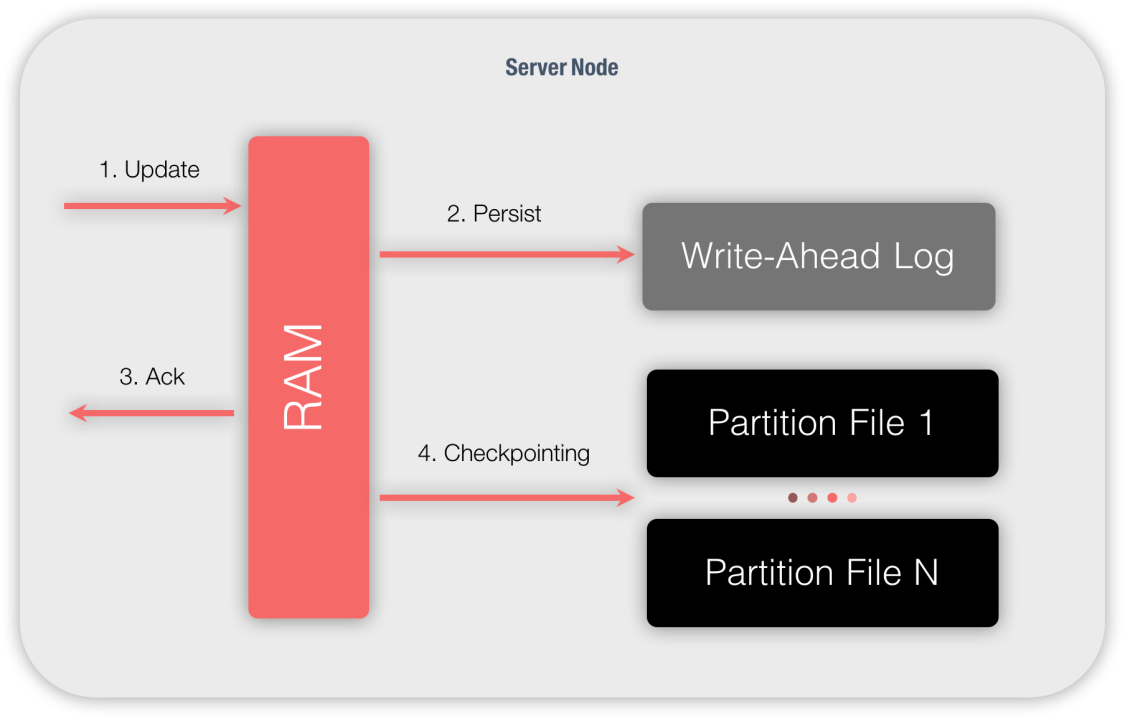 Server Node
1. Update
2. Persist
Write-Ahead Log
RAM
3. Ack
Partition File 1
4. Checkpointing
Partition File N